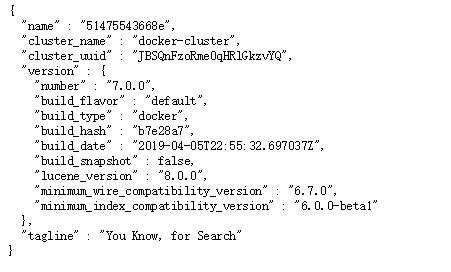 {
  "name" : "51475543668e",
  "cluster_name" : "docker-cluster",
  "cluster_uuid" : "JBSQnFzoRme0qHRlGkzvYQ",
  "version" : {
    "number" : "7.0.0",
    "build_flavor" : "default",
    "build_type" : "docker",
    "build_hash" : "b7e28a7",
    "build_date" : "2019-04-05T22:55:32.697037Z",
    "build_snapshot" : false,
    "lucene_version" : "8.0.0",
    "minimum_wire_compatibility_version" : "6.7.0",
    "minimum_index_compatibility_version" : "6.0.0-beta1"
  },
  "tagline" : "You Know, for Search"
}